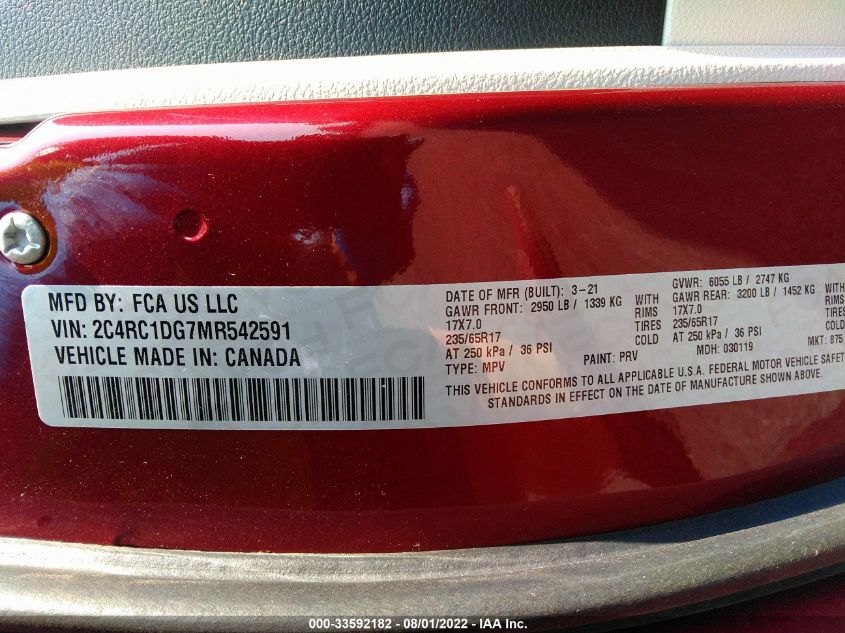 MFD BY: FCA US LLC
VIN: 2C4RC1DG7MR542591
VEHICLE MADE IN: CANADA
DATE OF MFR (BUILT): 3-21 GVWR: 6055 LB / 2747 KG
GAWR FRONT: 2950 LB / 1339 KG WITH GAWR REAR: 3200 LB / 1452 KG WITH
17X7.0 RIMS 17X7.0 RIMS
235/65R17 TIRES 235/65R17 TIRES
AT 250 kPa / 36 PSI COLD AT 250 kPa / 36 PSI COLD
TYPE: MPV PAINT: PRV MDH: 030119 MKT: 875
THIS VEHICLE CONFORMS TO ALL APPLICABLE U.S.A. FEDERAL MOTOR VEHICLE SAFET
STANDARDS IN EFFECT ON THE DATE OF MANUFACTURE SHOWN ABOVE.
000-33592182 - 08/01/2022 - IAA Inc.